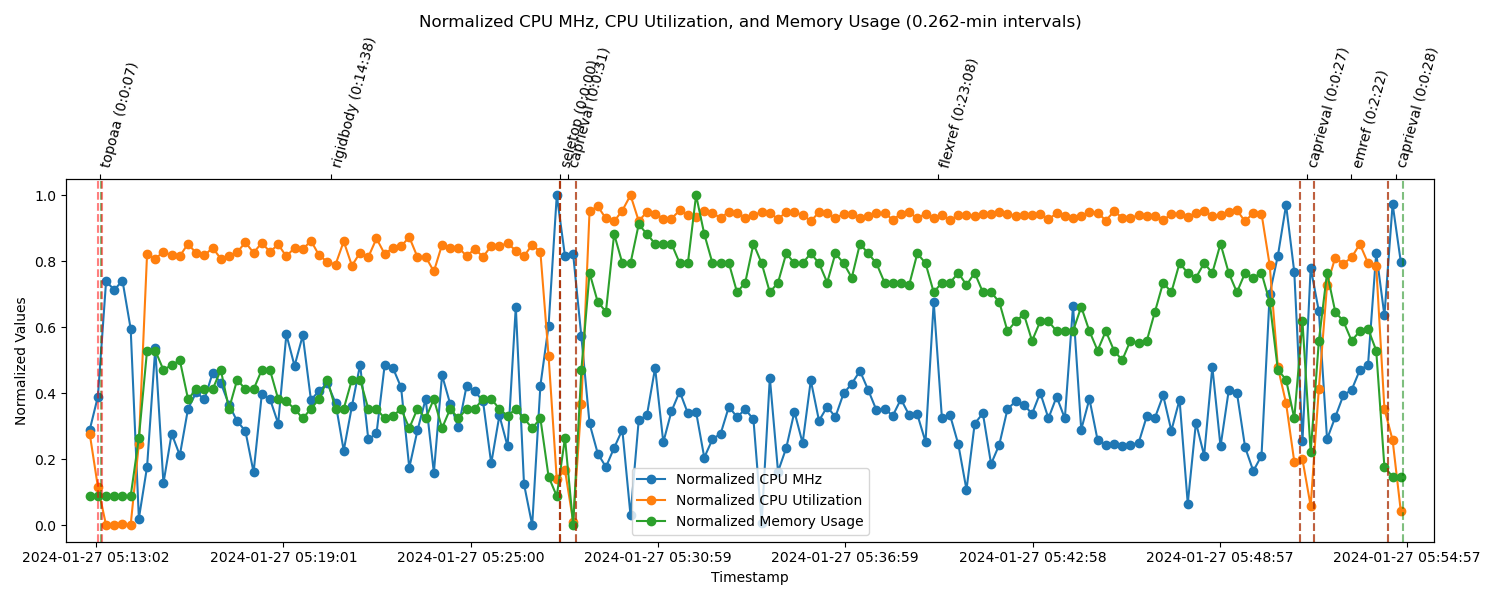 Normalized CPU MHz, CPU Utilization, and Memory Usage (0.262-min intervals)
topoaa (0:0:07)
rigidbody (0:14:38)
seletop (0:0:00)
caprieval (0:0:31)
flexref (0:23:08)
caprieval (0:0:27)
emref (0:2:22)
caprieval (0:0:28)
Normalized Values
1.0
0.8
0.6
0.4
0.2
0.0
Normalized CPU MHz
Normalized CPU Utilization
Normalized Memory Usage
2024-01-27 05:13:02
2024-01-27 05:19:01
2024-01-27 05:25:00
2024-01-27 05:30:59
2024-01-27 05:36:59
2024-01-27 05:42:58
2024-01-27 05:48:57
2024-01-27 05:54:57
Timestamp